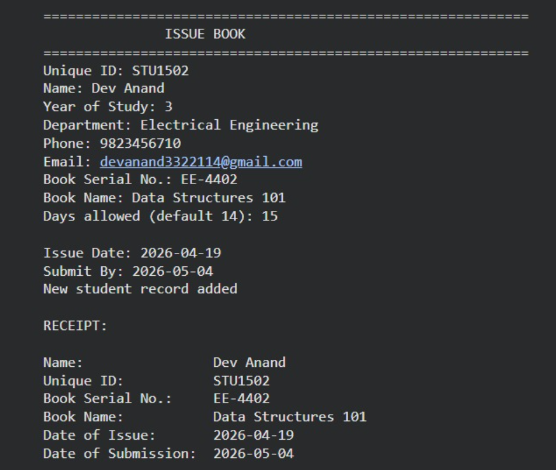 ============================================================
ISSUE BOOK
============================================================
Unique ID: STU1502
Name: Dev Anand
Year of Study: 3
Department: Electrical Engineering
Phone: 9823456710
Email: devanand3322114@gmail.com
Book Serial No.: EE-4402
Book Name: Data Structures 101
Days allowed (default 14): 15
Issue Date: 2026-04-19
Submit By: 2026-05-04
New student record added
RECEIPT:
Name: Dev Anand
Unique ID: STU1502
Book Serial No.: EE-4402
Book Name: Data Structures 101
Date of Issue: 2026-04-19
Date of Submission: 2026-05-04